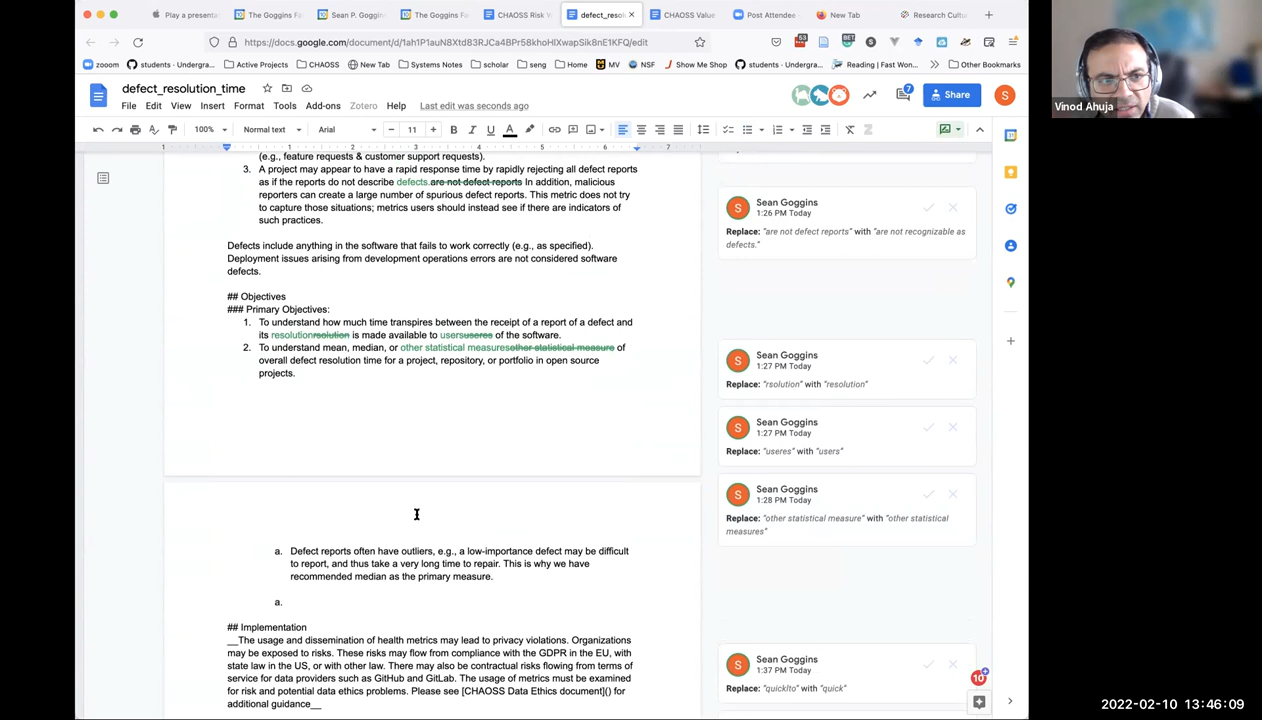 Play a presenta
The Goggins Fa
Sean P. Goggins
The Goggins Fa
CHAOSS Risk W
defect_resol
CHAOSS Value
Post Attendee
New Tab
Research Cultu
https://docs.google.com/document/d/1ah1P1auN8Xtd83RJCa4BPr58khoHIXwapSik8nE1KFQ/edit
53
BET
zooom
students · Undergra...
Active Projects
CHAOSS
New Tab
Systems Notes
scholar
seng
Home
MV
NSF
Show Me Shop
students · Undergra...
Reading | Fast Won...
Other Bookmarks
defect_resolution_time
File Edit View Insert Format Tools Add-ons Zotero Help Last edit was seconds ago
7
Share
S
100% Normal text Arial 11 B I U A
1 1 2 3 4 5 6 7
(e.g., feature requests & customer support requests).
3. A project may appear to have a rapid response time by rapidly rejecting all defect reports
as if the reports do not describe defects.are not defect reports In addition, malicious
reporters can create a large number of spurious defect reports. This metric does not try
to capture those situations; metrics users should instead see if there are indicators of
such practices.
Defects include anything in the software that fails to work correctly (e.g., as specified).
Deployment issues arising from development operations errors are not considered software
defects.
## Objectives
### Primary Objectives:
1. To understand how much time transpires between the receipt of a report of a defect and
its resolutionrsolution is made available to usersuseres of the software.
2. To understand mean, median, or other statistical measuresother statistical measure of
overall defect resolution time for a project, repository, or portfolio in open source
projects.
a. Defect reports often have outliers, e.g., a low-importance defect may be difficult
to report, and thus take a very long time to repair. This is why we have
recommended median as the primary measure.
a.
## Implementation
__The usage and dissemination of health metrics may lead to privacy violations. Organizations
may be exposed to risks. These risks may flow from compliance with the GDPR in the EU, with
state law in the US, or with other law. There may also be contractual risks flowing from terms of
service for data providers such as GitHub and GitLab. The usage of metrics must be examined
for risk and potential data ethics problems. Please see [CHAOSS Data Ethics document]() for
additional guidance__
S
Sean Goggins
1:26 PM Today
Replace: "are not defect reports" with "are not recognizable as
defects."
S
Sean Goggins
1:27 PM Today
Replace: "rsolution" with "resolution"
S
Sean Goggins
1:27 PM Today
Replace: "useres" with "users"
S
Sean Goggins
1:28 PM Today
Replace: "other statistical measure" with "other statistical
measures"
S
Sean Goggins
1:37 PM Today
Replace: "quicklto" with "quick"
10
Vinod Ahuja
2022-02-10 13:46:09